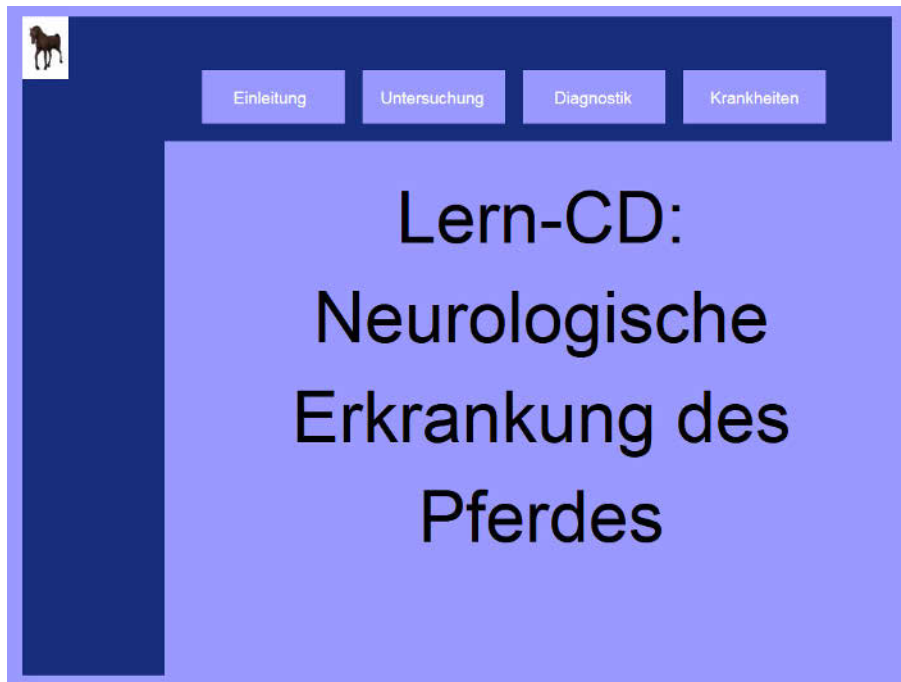 Einleitung Untersuchung Diagnostik Krankheiten
Lern-CD:
Neurologische
Erkrankung des
Pferdes